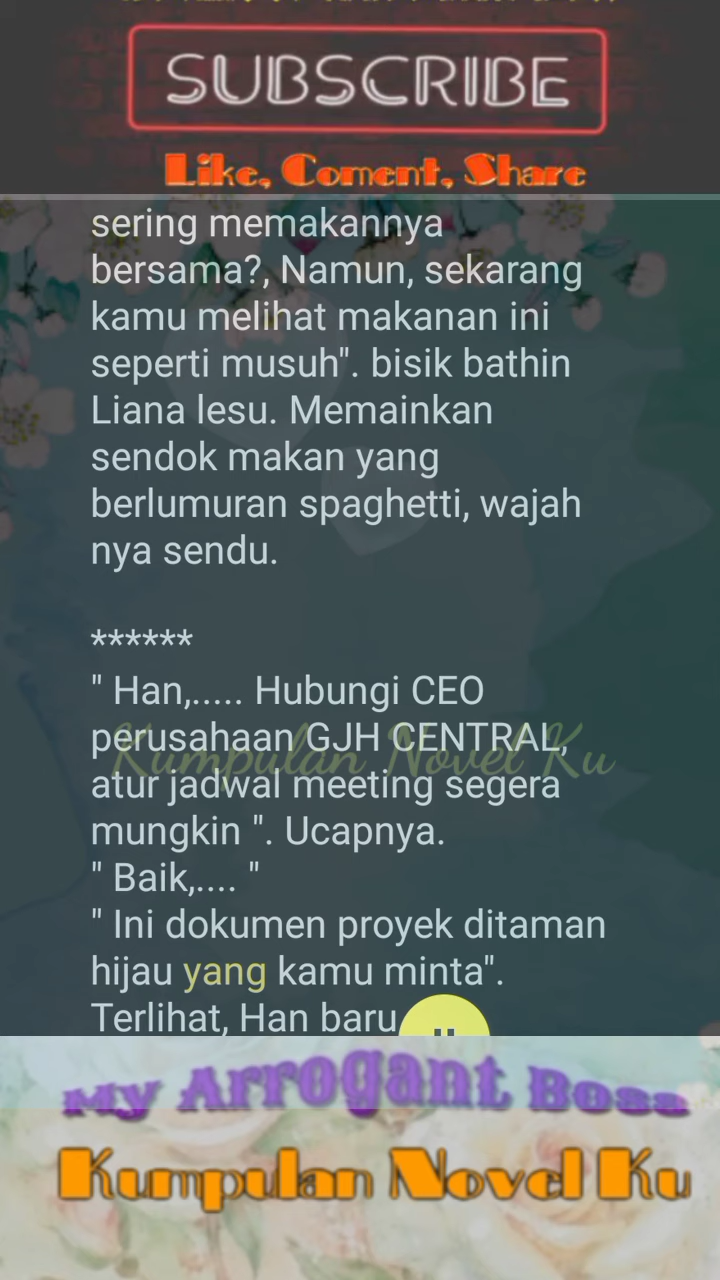 SUBSCRIBE
Like, Coment, Share
sering memakannya
bersama?, Namun, sekarang
kamu melihat makanan ini
seperti musuh". bisik bathin
Liana lesu. Memainkan
sendok makan yang
berlumuran spaghetti, wajah
nya sendu.
******
" Han,..... Hubungi CEO
perusahaan GJH CENTRAL,
Kumpulan Novel Ku
atur jadwal meeting segera
mungkin ". Ucapnya.
" Baik,.... "
" Ini dokumen proyek ditaman
hijau yang kamu minta".
Terlihat, Han baru
My Arrogant Boss
Kumpulan Novel Ku